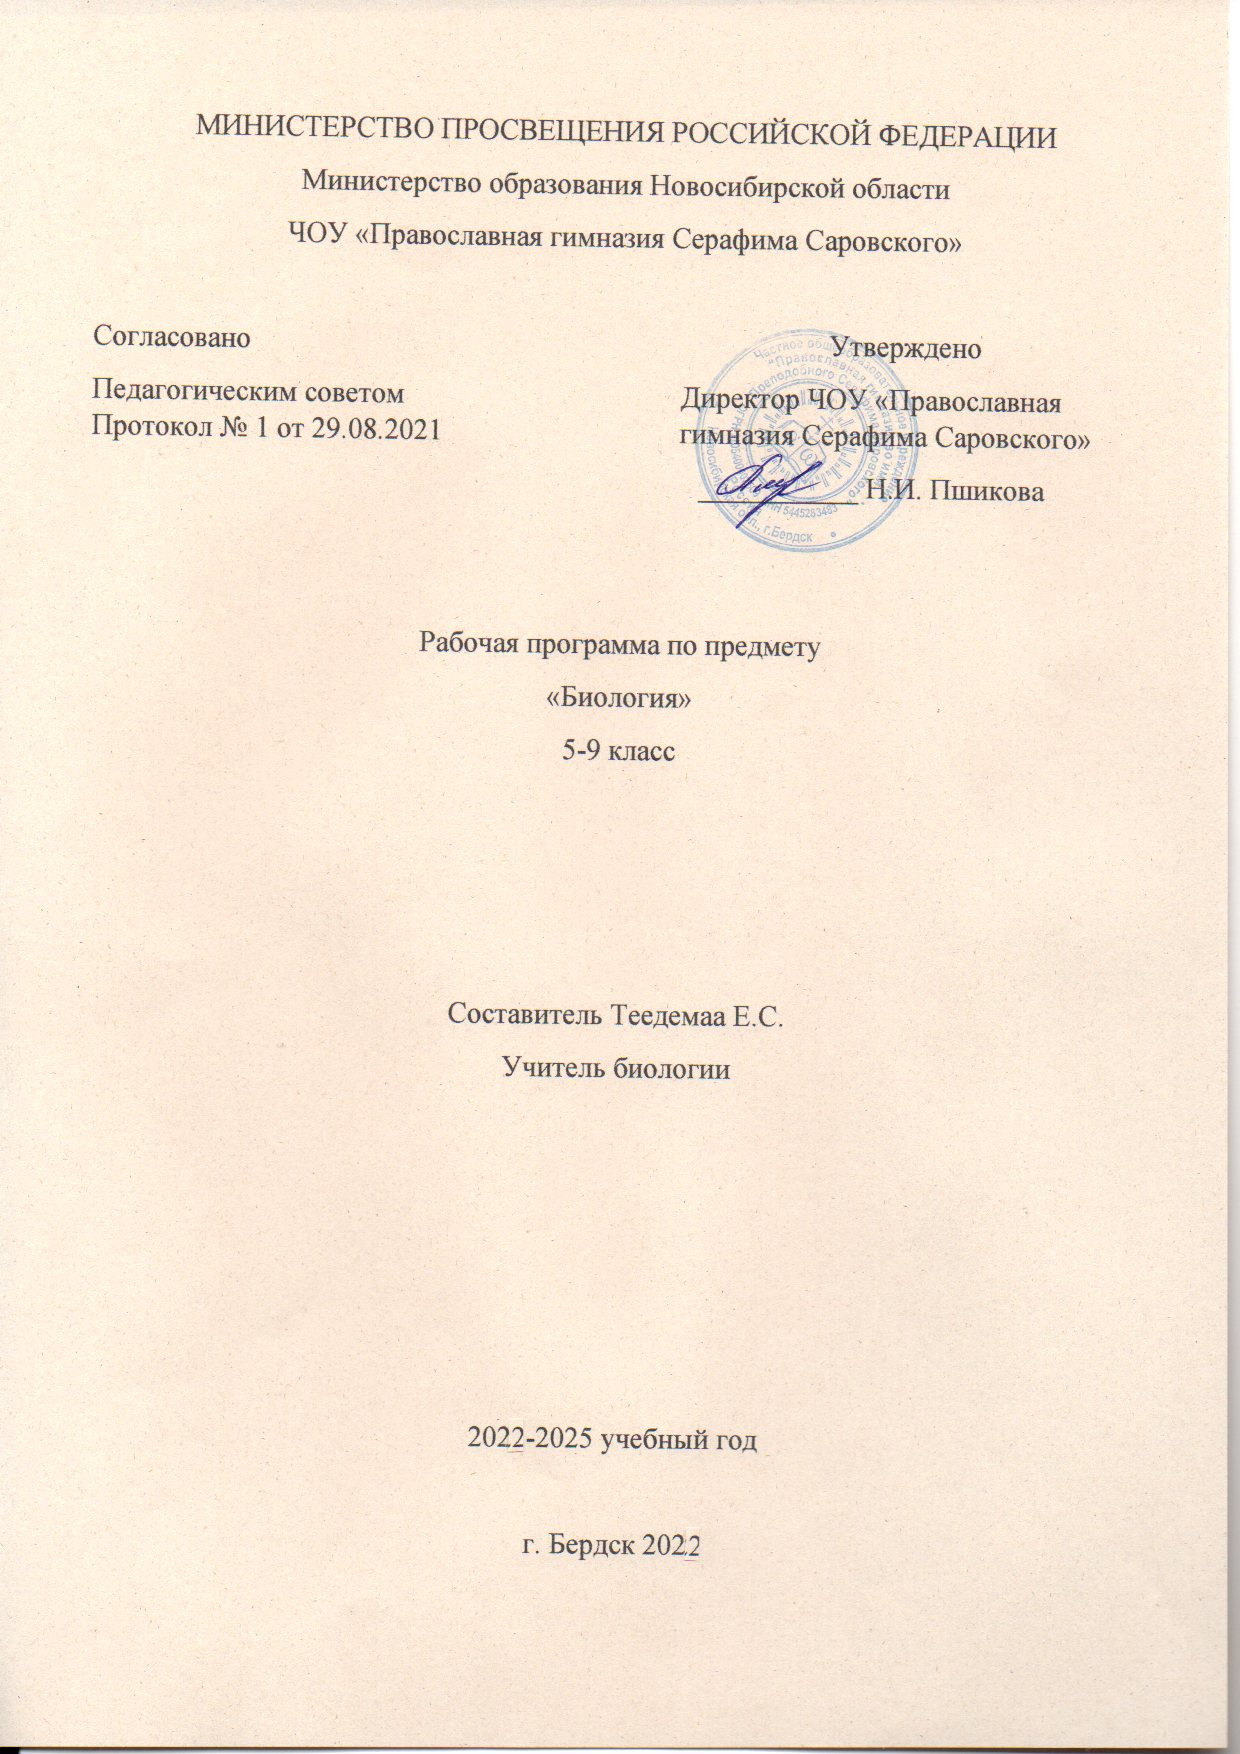 МИНИСТЕРСТВО ПРОСВЕЩЕНИЯ РОССИЙСКОЙ ФЕДЕРАЦИИ
Министерство образования Новосибирской области
ЧОУ «Православная гимназия Серафима Саровского»
Согласовано
Педагогическим советом
Протокол № 1 от 29.08.2021
Утверждено
Директор ЧОУ «Православная
гимназия Серафима Саровского»
Н.И. Пшикова
г.Бердск
Рабочая программа по предмету
«Биология»
5-9 класс
Составитель Теедемаа Е.С.
Учитель биологии
2022-2025 учебный год
г. Бердск 2022